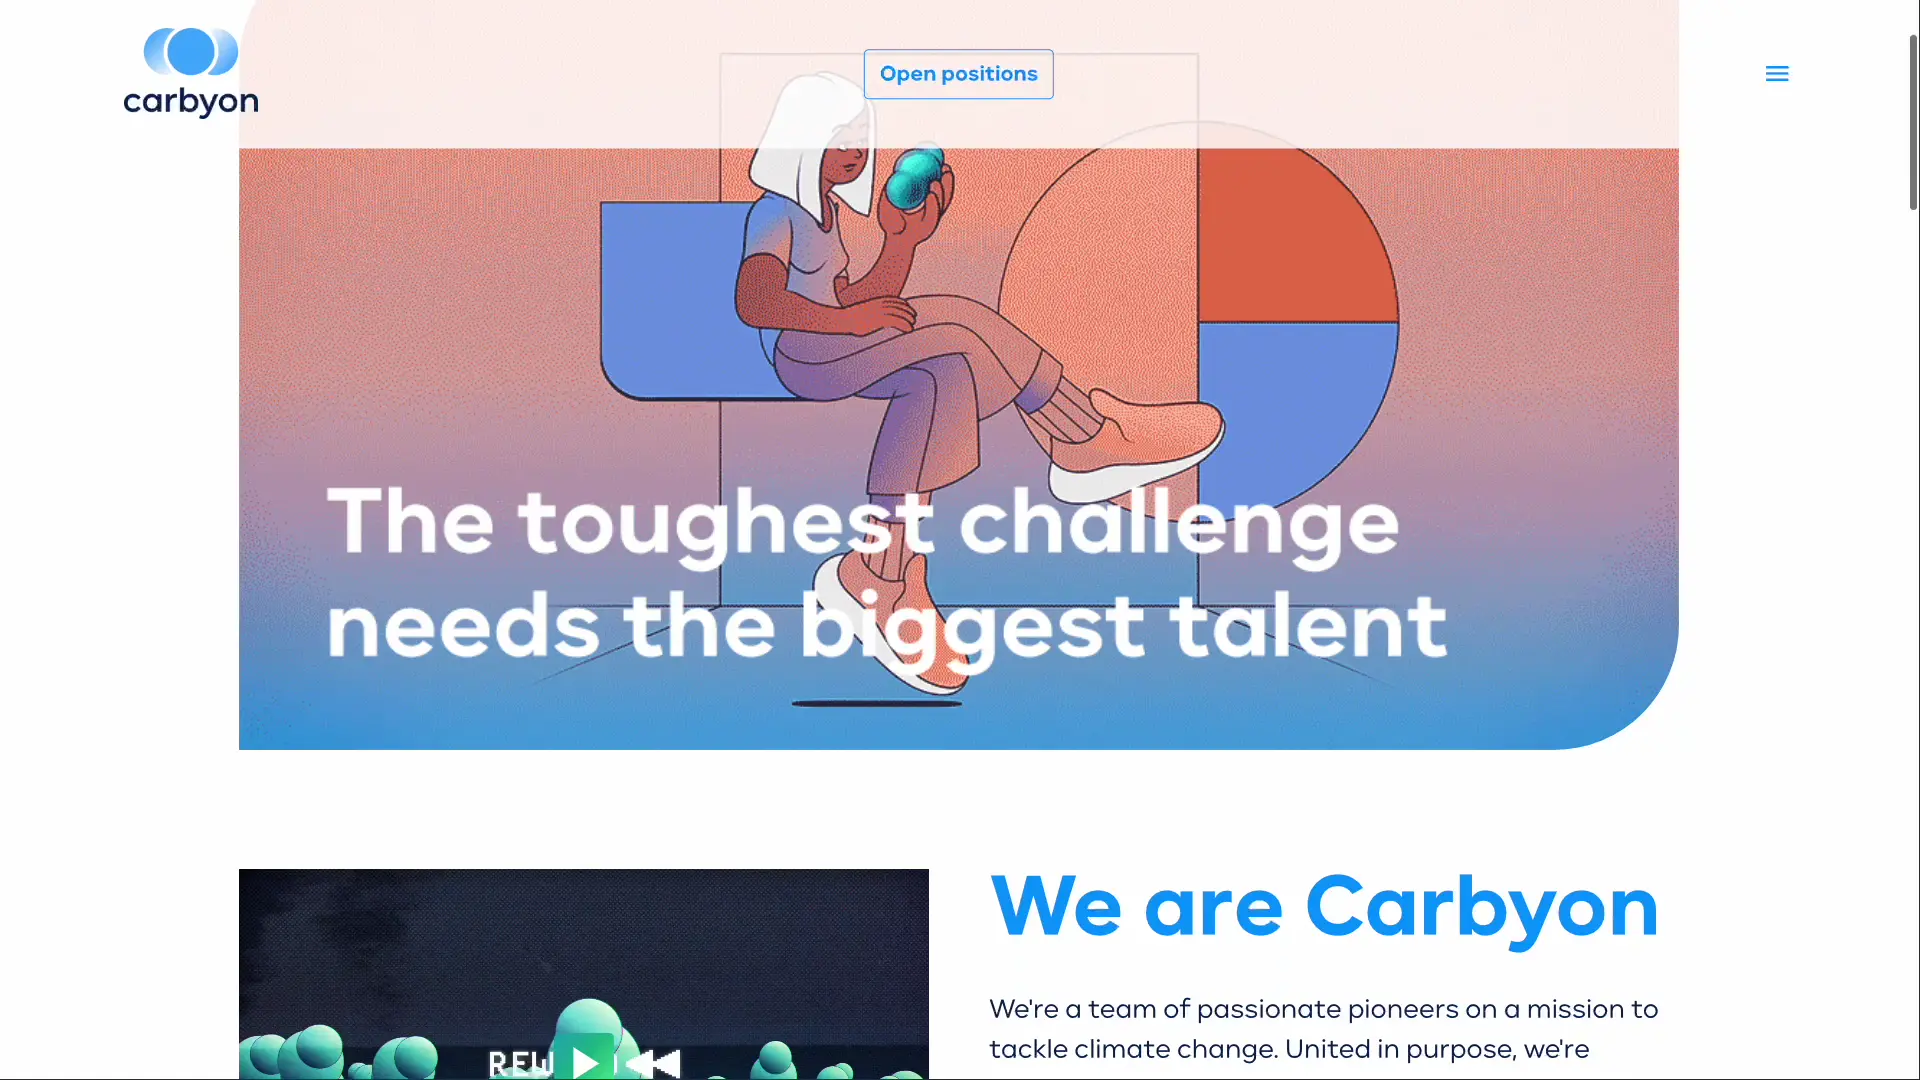 carbyon
Open positions
The toughest challenge
needs the biggest talent
We are Carbyon
We're a team of passionate pioneers on a mission to
tackle climate change. United in purpose, we're
REW